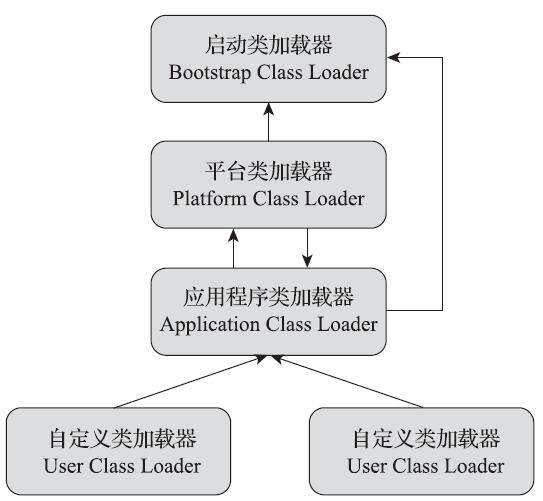 启动类加载器
Bootstrap Class Loader
平台类加载器
Platform Class Loader
应用程序类加载器
Application Class Loader
自定义类加载器
User Class Loader
自定义类加载器
User Class Loader